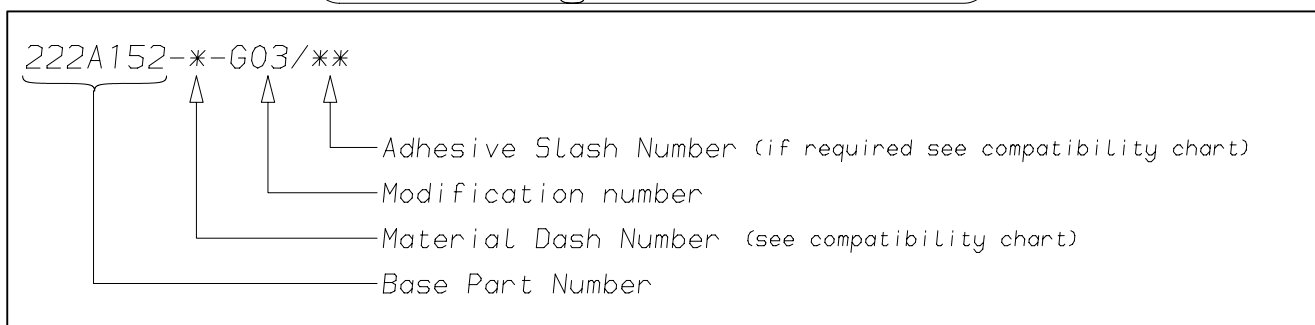 222A152-*-G03/**
Adhesive Slash Number (if required see compatibility chart)
Modification number
Material Dash Number (see compatibility chart)
Base Part Number